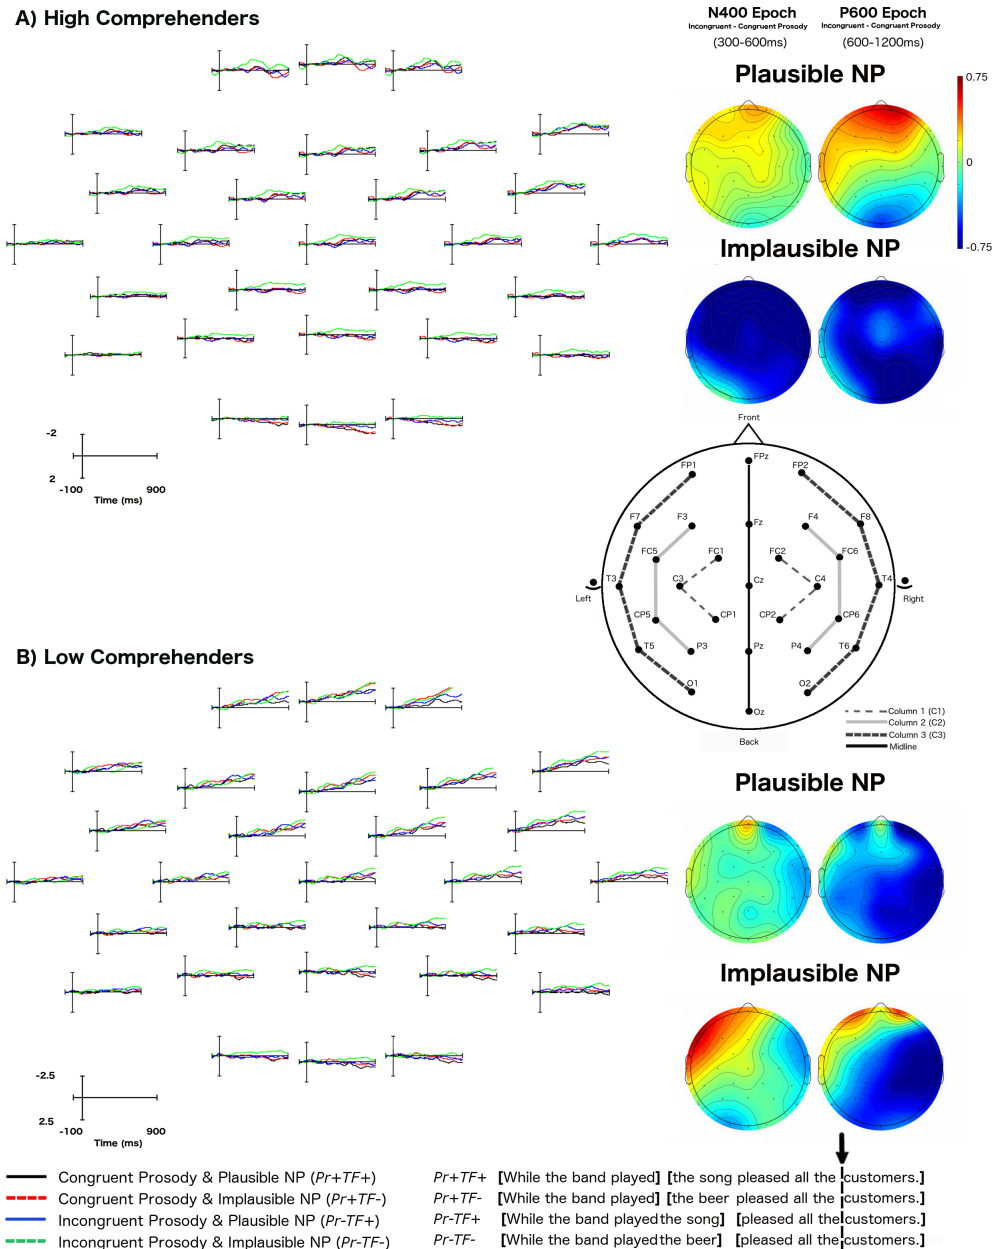 A) High Comprehenders
N400 Epoch
Incongruent - Congruent Prosody
(300-600ms)
P600 Epoch
Incongruent - Congruent Prosody
(600-1200ms)
Plausible NP
0.75
0
-0.75
Implausible NP
-2
2
-100
900
Time (ms)
Front
FPz
FP1
FP2
F7
F3
Fz
F4
F8
FC5
FC1
FC2
FC6
T3
C3
Cz
C4
T4
Left
Right
CP5
CP1
CP2
CP6
T5
P3
Pz
P4
T6
O1
O2
Oz
Column 1 (C1)
Column 2 (C2)
Column 3 (C3)
Midline
Back
B) Low Comprehenders
Plausible NP
Implausible NP
-2.5
2.5
-100
900
Time (ms)
Congruent Prosody & Plausible NP (Pr+TF+)
Pr+TF+ [While the band played] [the song pleased all the customers.]
Congruent Prosody & Implausible NP (Pr+TF-)
Pr+TF- [While the band played] [the beer pleased all the customers.]
Incongruent Prosody & Plausible NP (Pr-TF+)
Pr-TF+ [While the band played the song] [pleased all the customers.]
Incongruent Prosody & Implausible NP (Pr-TF-)
Pr-TF- [While the band played the beer] [pleased all the customers.]